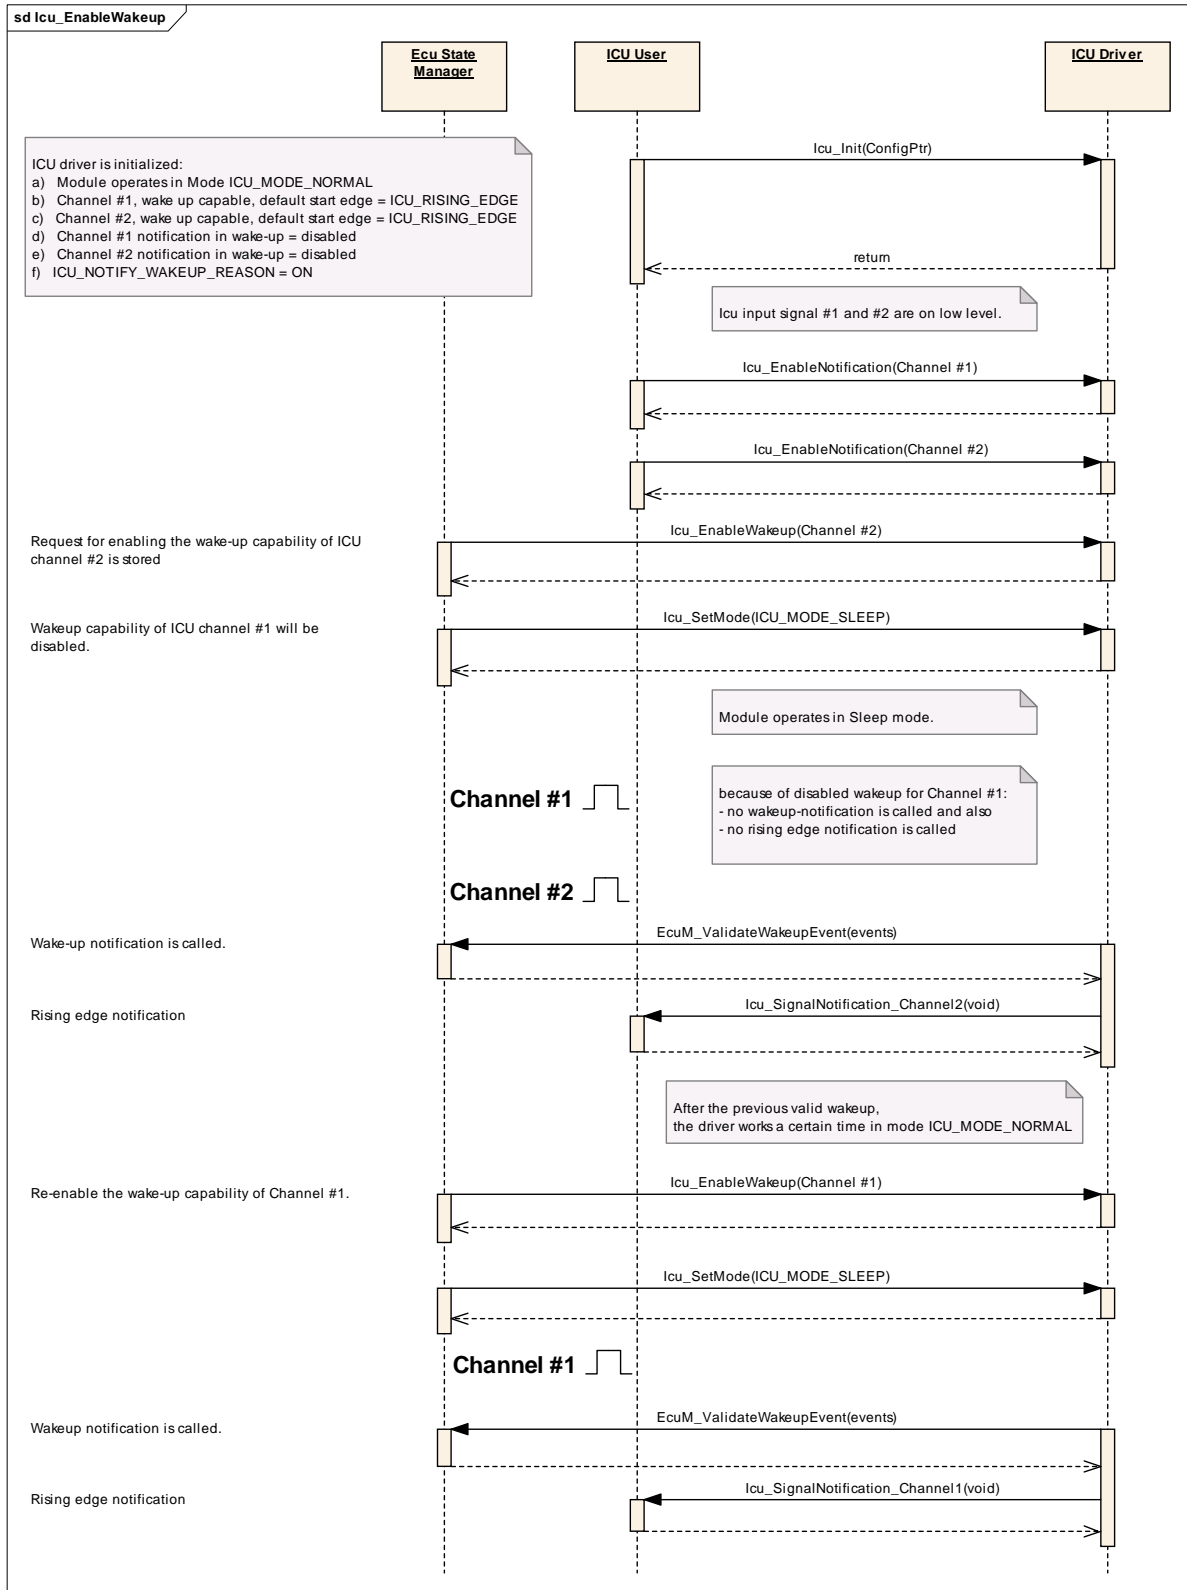 sd Icu_EnableWakeup
Ecu State
Manager
ICU User
ICU Driver
Icu_Init(ConfigPtr)
ICU driver is initialized:
a) Module operates in Mode ICU_MODE_NORMAL
b) Channel #1, wake up capable, default start edge = ICU_RISING_EDGE
c) Channel #2, wake up capable, default start edge = ICU_RISING_EDGE
d) Channel #1 notification in wake-up = disabled
e) Channel #2 notification in wake-up = disabled
f) ICU_NOTIFY_WAKEUP_REASON = ON
return
Icu input signal #1 and #2 are on low level.
Icu_EnableNotification(Channel #1)
Icu_EnableNotification(Channel #2)
Icu_EnableWakeup(Channel #2)
Request for enabling the wake-up capability of ICU
channel #2 is stored
Icu_SetMode(ICU_MODE_SLEEP)
Wakeup capability of ICU channel #1 will be
disabled.
Module operates in Sleep mode.
Channel #1
because of disabled wakeup for Channel #1:
- no wakeup-notification is called and also
- no rising edge notification is called
Channel #2
EcuM_ValidateWakeupEvent(events)
Wake-up notification is called.
Icu_SignalNotification_Channel2(void)
Rising edge notification
After the previous valid wakeup,
the driver works a certain time in mode ICU_MODE_NORMAL
Icu_EnableWakeup(Channel #1)
Re-enable the wake-up capability of Channel #1.
Icu_SetMode(ICU_MODE_SLEEP)
Channel #1
EcuM_ValidateWakeupEvent(events)
Wakeup notification is called.
Icu_SignalNotification_Channel1(void)
Rising edge notification